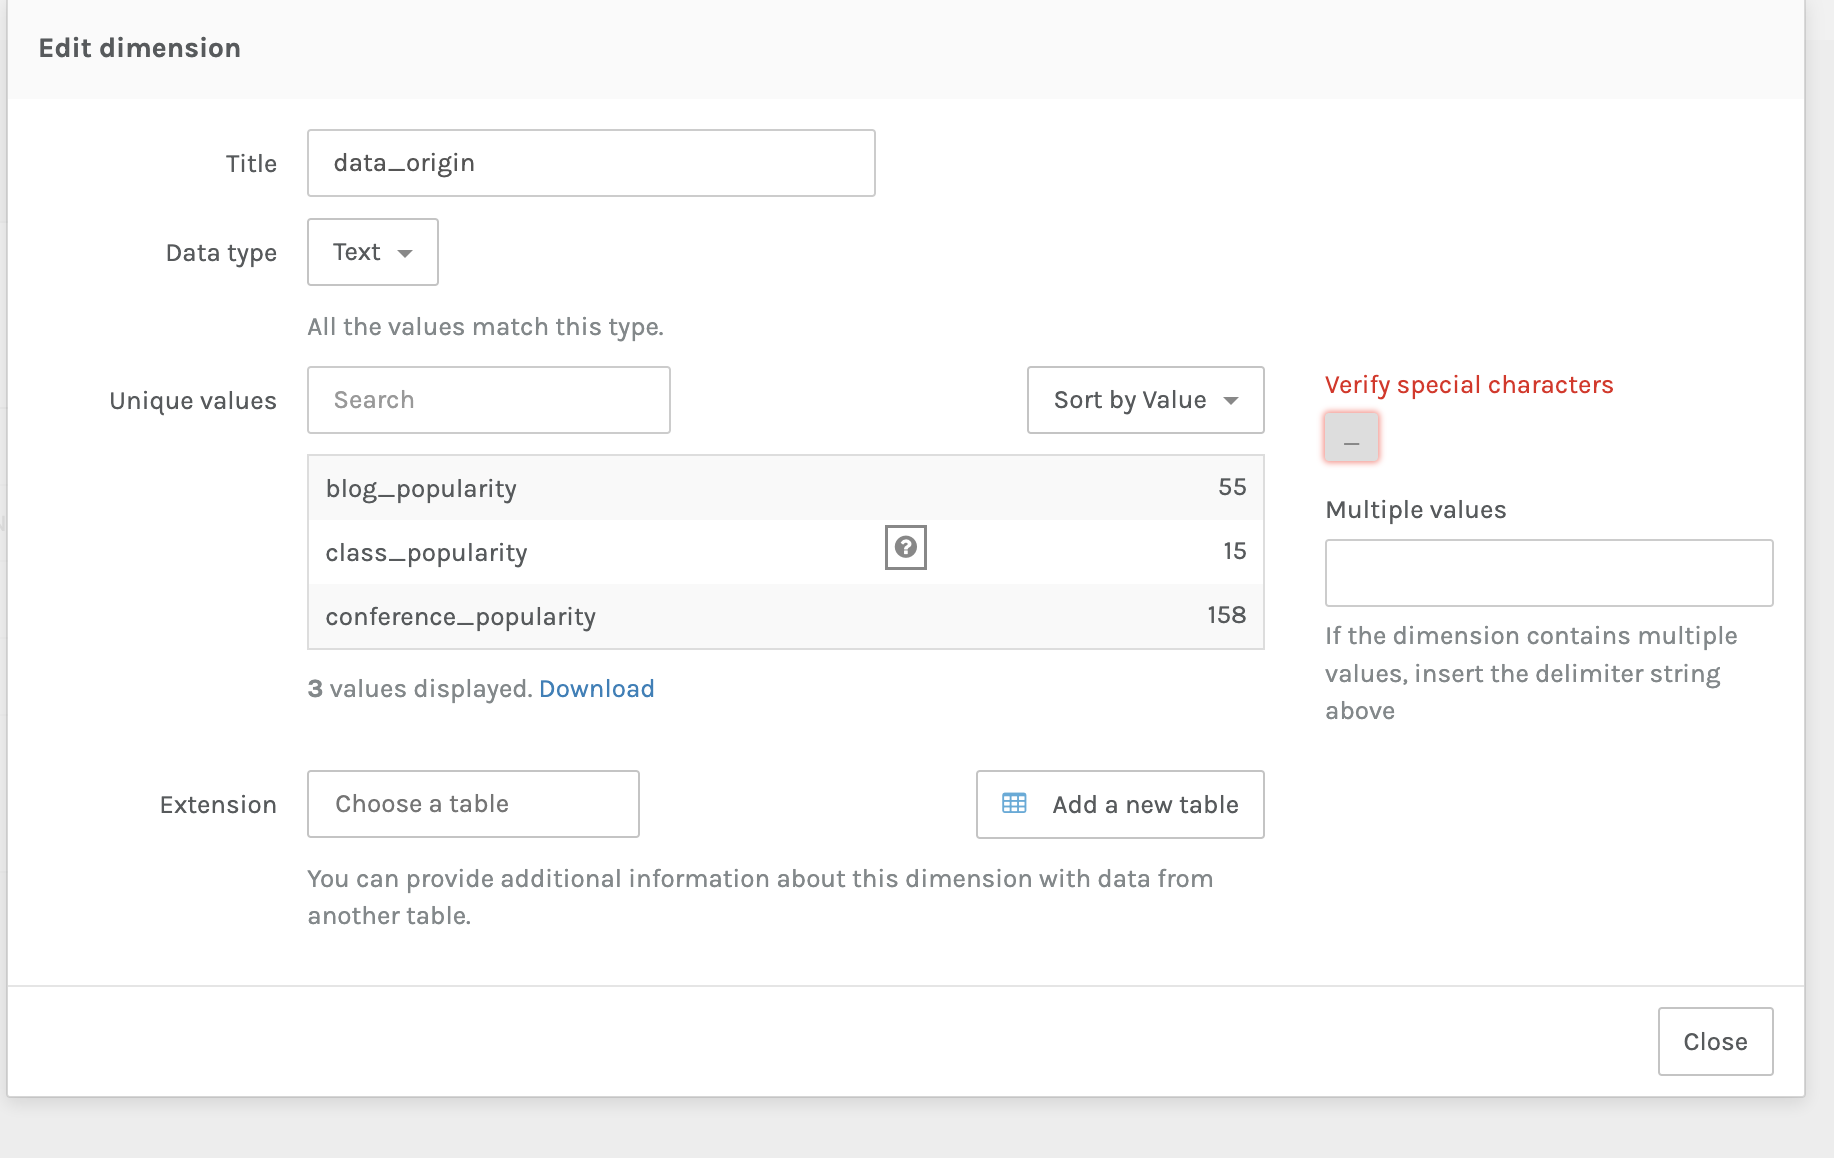 Edit dimension
Title
data_origin
Data type
Text
All the values match this type.
Unique values
Search
Sort by Value
blog_popularity 55
class_popularity ? 15
conference_popularity 158
3 values displayed. Download
Verify special characters
_
Multiple values
If the dimension contains multiple
values, insert the delimiter string
above
Extension
Choose a table
Add a new table
You can provide additional information about this dimension with data from
another table.
Close